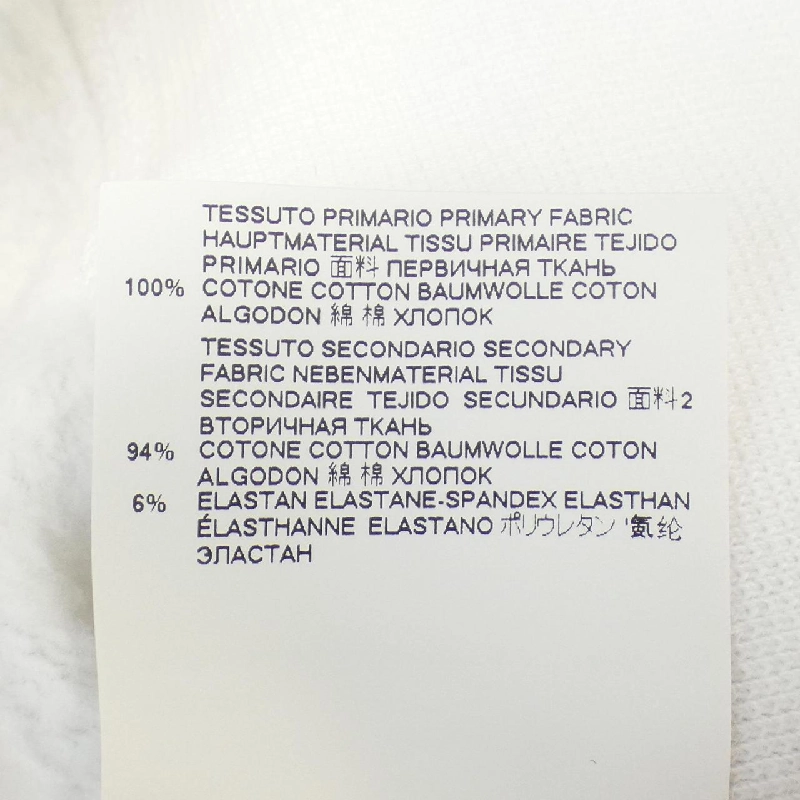 TESSUTO PRIMARIO PRIMARY FABRIC
HAUPTMATERIAL TISSU PRIMAIRE TEJIDO
PRIMARIO 面料 ПЕРВИЧНАЯ ТКАНЬ
100% COTONE COTTON BAUMWOLLE COTON
ALGODON 綿 棉 ХЛОПОК
TESSUTO SECONDARIO SECONDARY
FABRIC NEBENMATERIAL TISSU
SECONDAIRE TEJIDO SECUNDARIO 面料2
ВТОРИЧНАЯ ТКАНЬ
94% COTONE COTTON BAUMWOLLE COTON
ALGODON 綿 棉 ХЛОПОК
6% ELASTAN ELASTANE-SPANDEX ELASTHAN
ÉLASTHANNE ELASTANO ポリウレタン '氨纶
ЭЛАСТАН